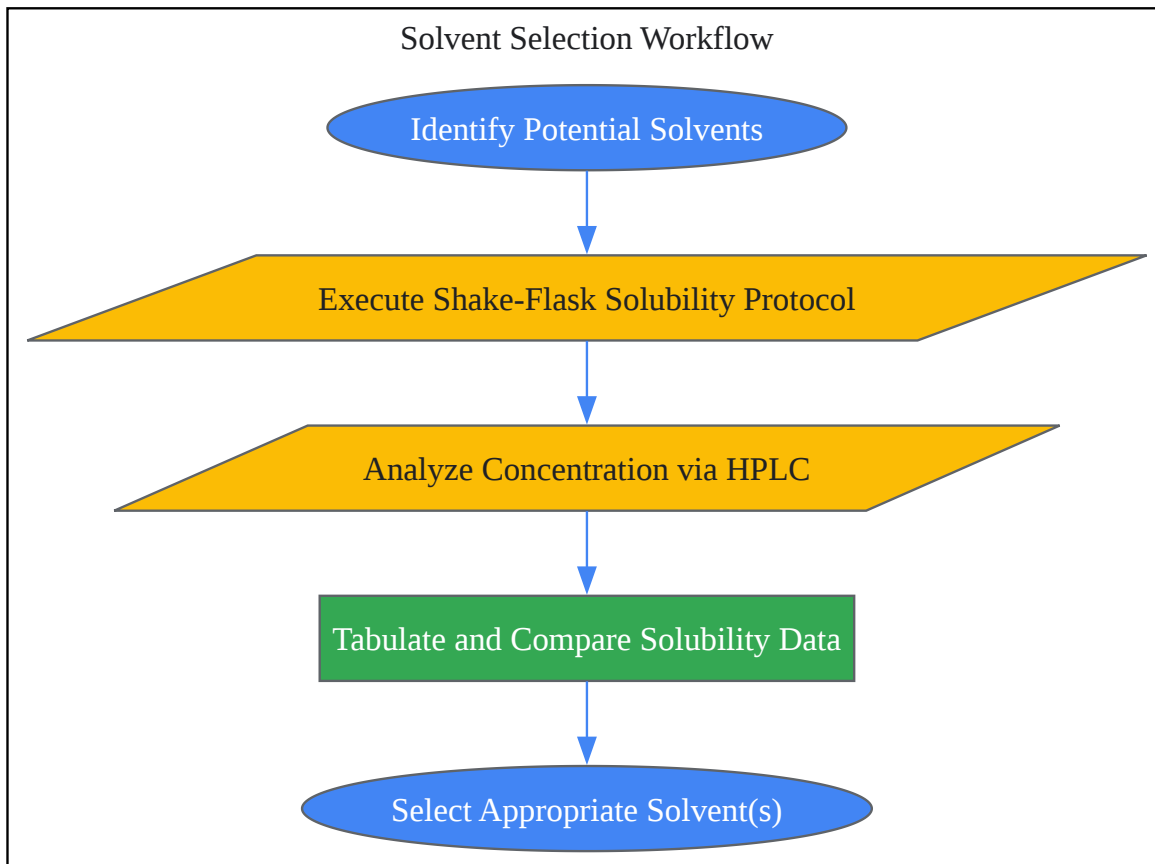 Solvent Selection Workflow
Identify Potential Solvents
Execute Shake-Flask Solubility Protocol
Analyze Concentration via HPLC
Tabulate and Compare Solubility Data
Select Appropriate Solvent(s)